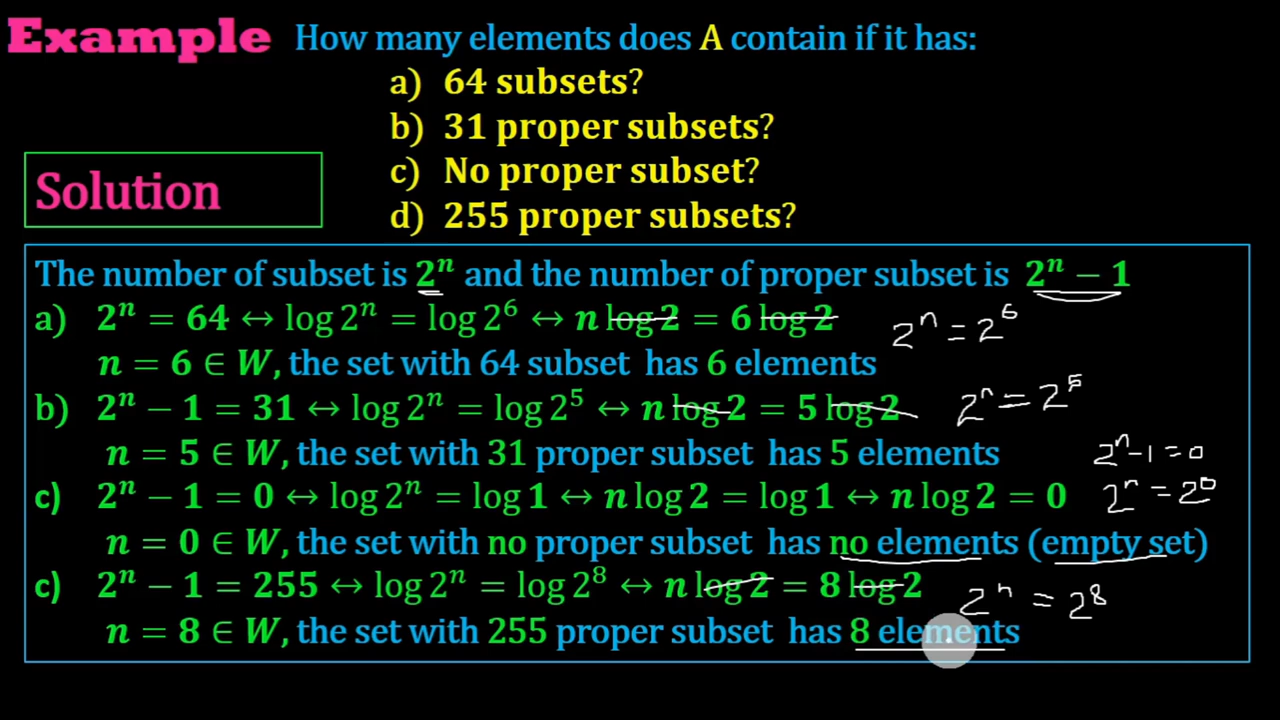 Example How many elements does A contain if it has:
a) 64 subsets?
b) 31 proper subsets?
c) No proper subset?
d) 255 proper subsets?
Solution
The number of subset is 2ⁿ and the number of proper subset is 2ⁿ − 1
a) 2ⁿ = 64 ↔ log 2ⁿ = log 2⁶ ↔ n log 2 = 6 log 2
2ⁿ = 2⁶
n = 6 ∈ W, the set with 64 subset has 6 elements
b) 2ⁿ − 1 = 31 ↔ log 2ⁿ = log 2⁵ ↔ n log 2 = 5 log 2
2ⁿ = 2⁵
n = 5 ∈ W, the set with 31 proper subset has 5 elements
2ⁿ - 1 = 0
c) 2ⁿ − 1 = 0 ↔ log 2ⁿ = log 1 ↔ n log 2 = log 1 ↔ n log 2 = 0
2ⁿ = 2⁰
n = 0 ∈ W, the set with no proper subset has no elements (empty set)
c) 2ⁿ − 1 = 255 ↔ log 2ⁿ = log 2⁸ ↔ n log 2 = 8 log 2
2ⁿ = 2⁸
n = 8 ∈ W, the set with 255 proper subset has 8 elements